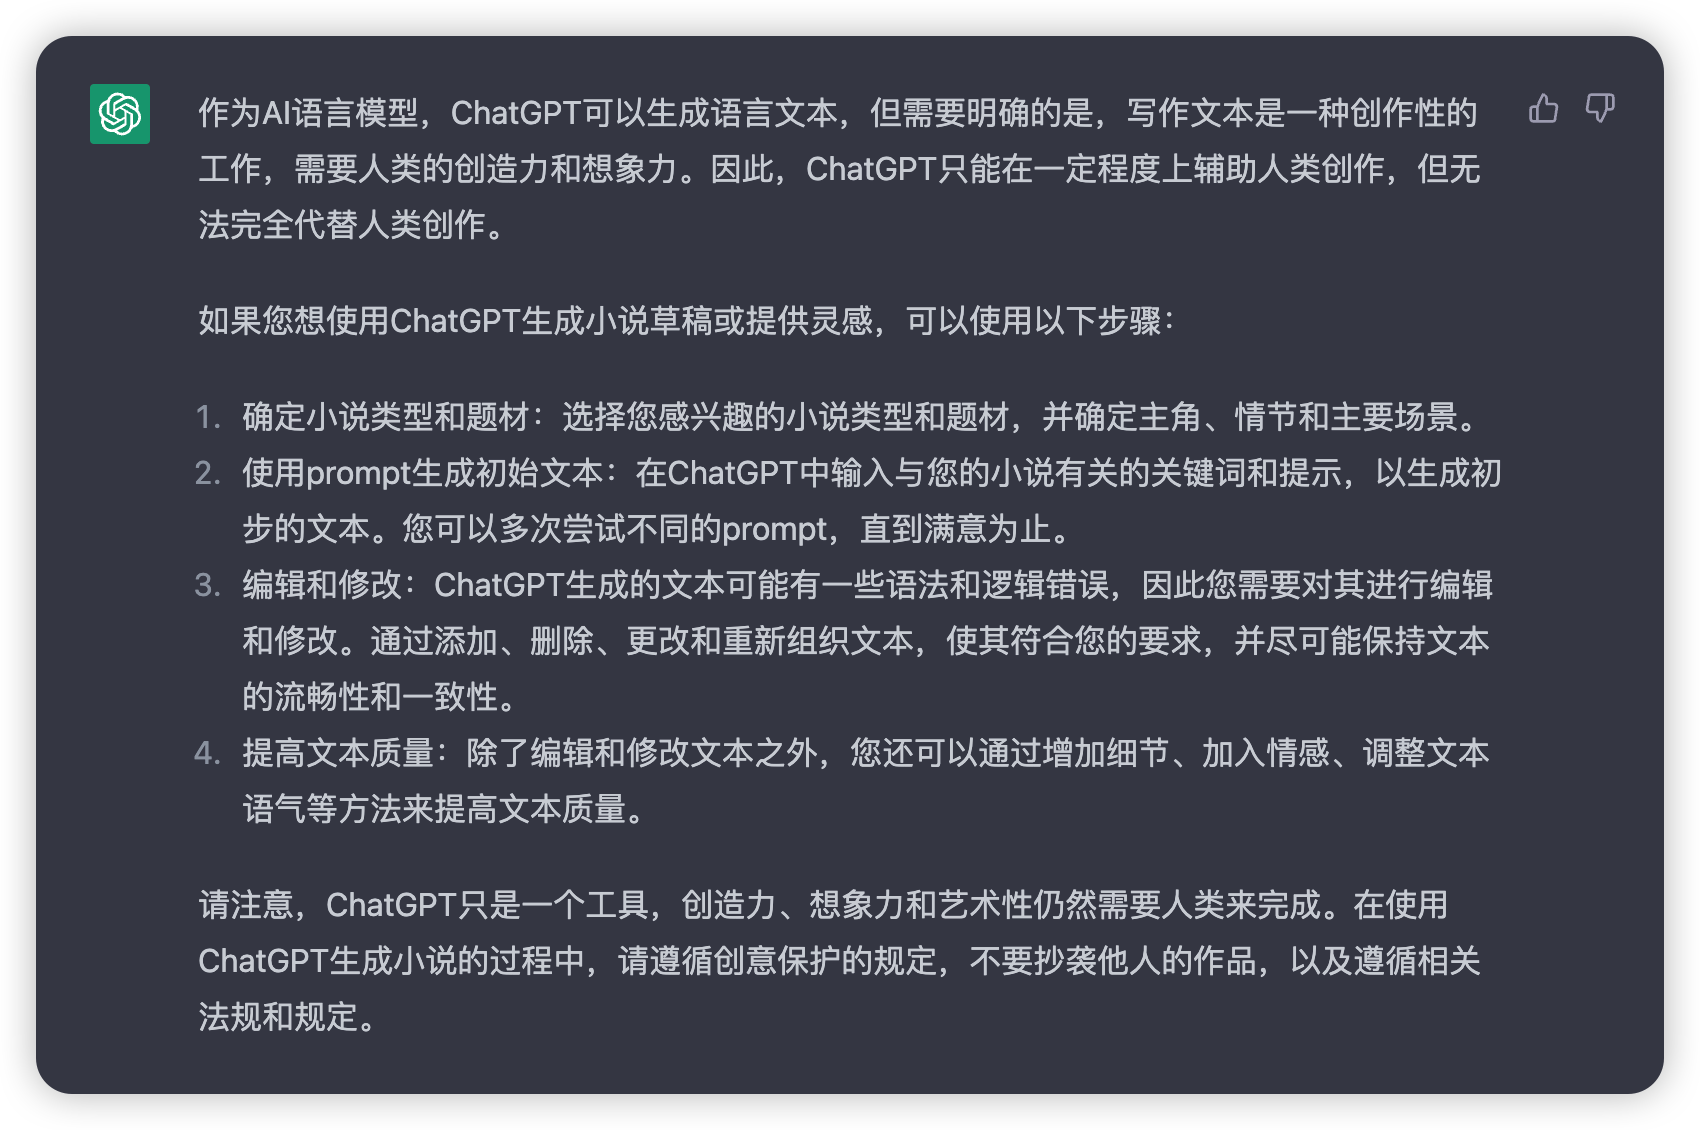 作为AI语言模型，ChatGPT可以生成语言文本，但需要明确的是，写作文本是一种创作性的
工作，需要人类的创造力和想象力。因此，ChatGPT只能在一定程度上辅助人类创作，但无
法完全代替人类创作。
如果您想使用ChatGPT生成小说草稿或提供灵感，可以使用以下步骤：
1. 确定小说类型和题材：选择您感兴趣的小说类型和题材，并确定主角、情节和主要场景。
2. 使用prompt生成初始文本：在ChatGPT中输入与您的小说有关的关键词和提示，以生成初
步的文本。您可以多次尝试不同的prompt，直到满意为止。
3. 编辑和修改：ChatGPT生成的文本可能有一些语法和逻辑错误，因此您需要对其进行编辑
和修改。通过添加、删除、更改和重新组织文本，使其符合您的要求，并尽可能保持文本
的流畅性和一致性。
4. 提高文本质量：除了编辑和修改文本之外，您还可以通过增加细节、加入情感、调整文本
语气等方法来提高文本质量。
请注意，ChatGPT只是一个工具，创造力、想象力和艺术性仍然需要人类来完成。在使用
ChatGPT生成小说的过程中，请遵循创意保护的规定，不要抄袭他人的作品，以及遵循相关
法规和规定。